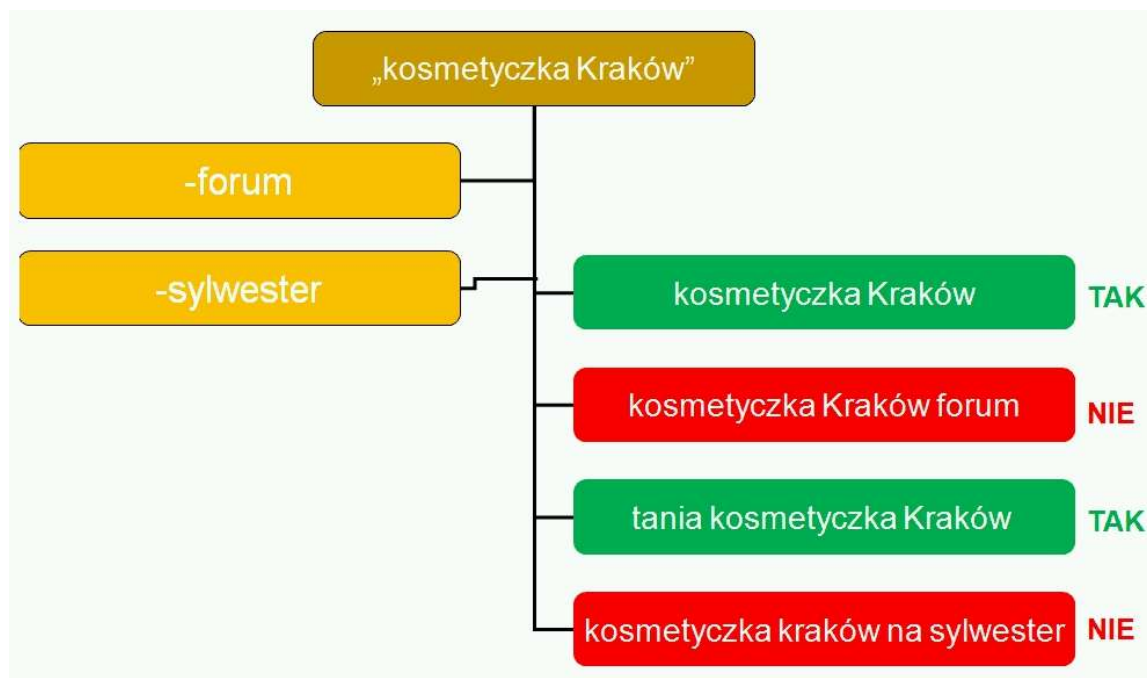 „kosmetyczka Kraków”
-forum
-sylwester
kosmetyczka Kraków TAK
kosmetyczka Kraków forum NIE
tania kosmetyczka Kraków TAK
kosmetyczka kraków na sylwester NIE